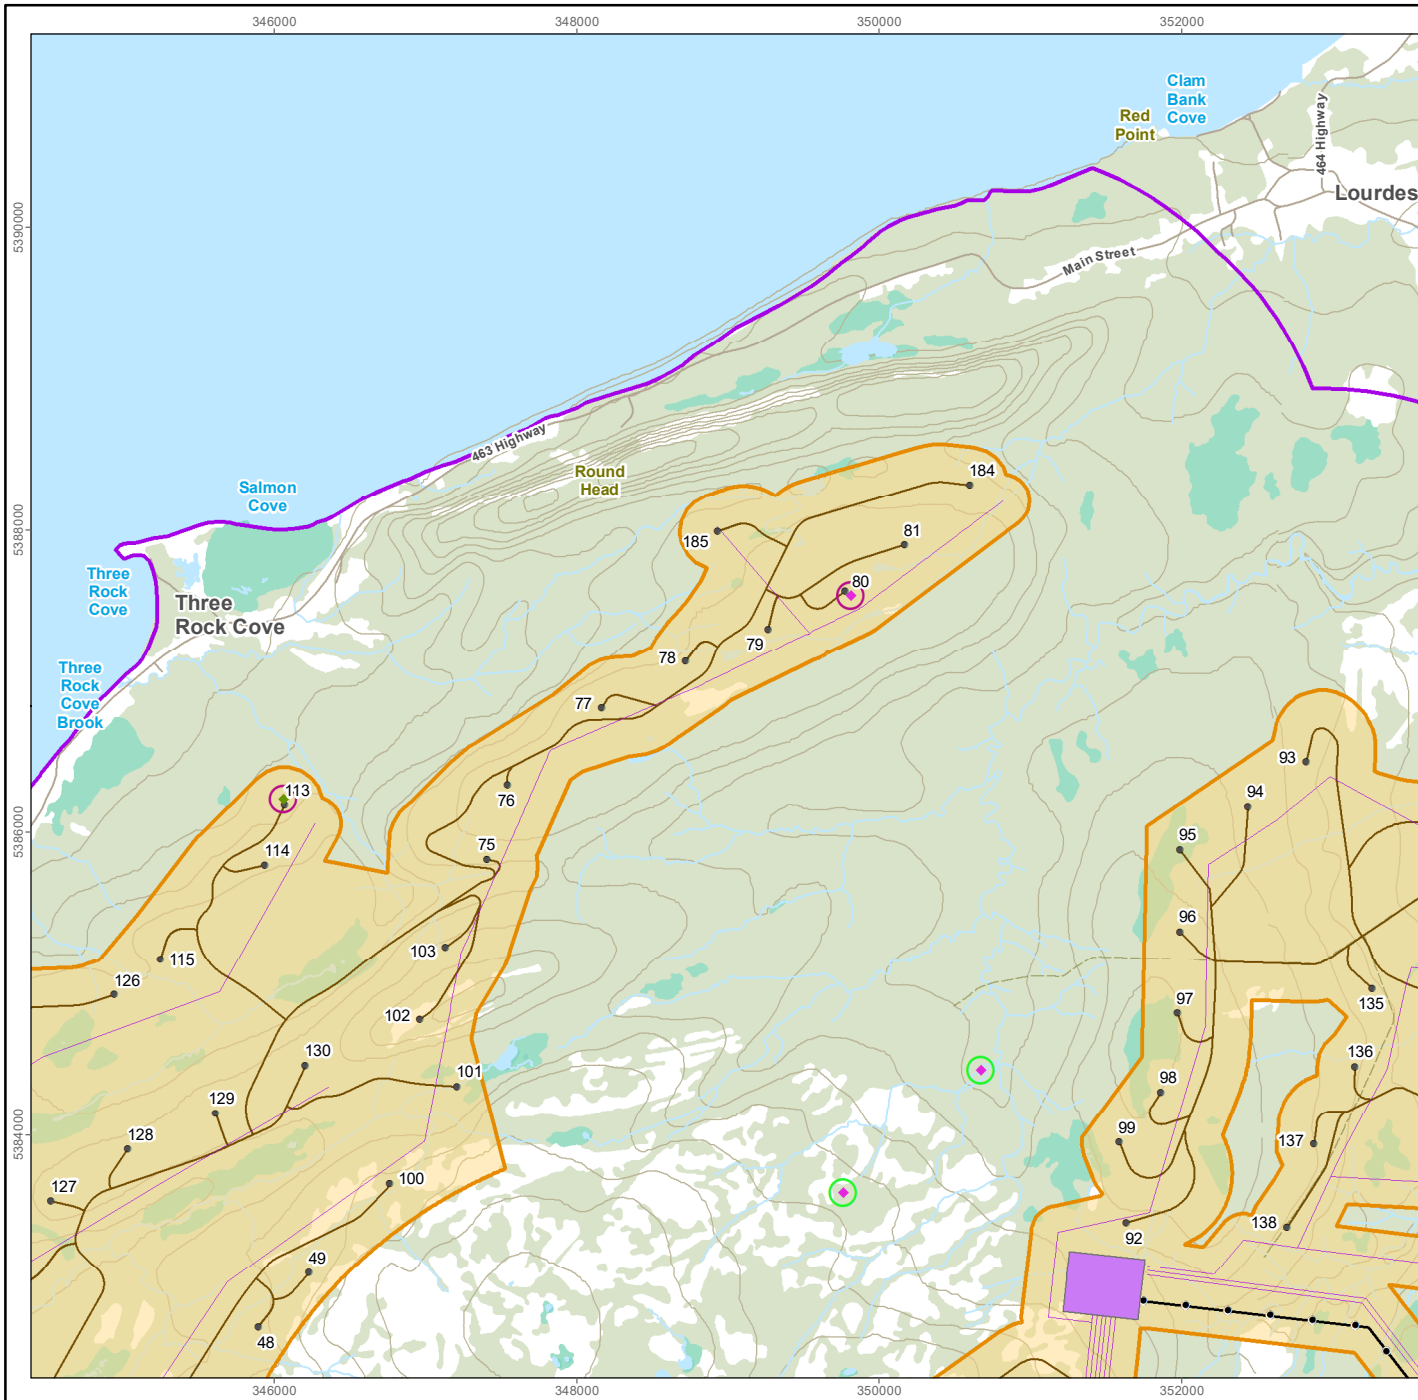 346000
348000
350000
352000
Clam
Bank
Cove
Red
Point
464 Highway
Lourdes
5390000
Main Street
463 Highway
Round
Head
Salmon
Cove
184
81
185
5388000
80
Three
Rock
Cove
Three
Rock Cove
79
78
Three
Rock
Cove
Brook
77
93
76
113
94
95
5386000
75
114
96
103
115
126
97
135
102
130
136
101
98
129
99
5384000
128
137
127
100
138
92
49
48
346000
348000
350000
352000